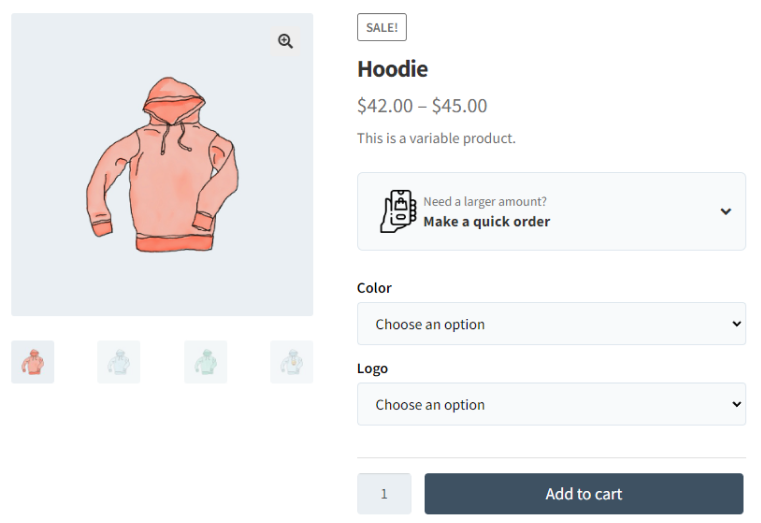 SALE!
Hoodie
$42.00 – $45.00
This is a variable product.
Need a larger amount?
Make a quick order
Color
Choose an option
Logo
Choose an option
1
Add to cart